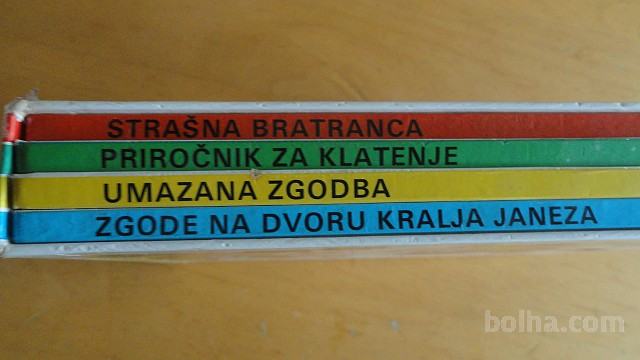 STRAŠNA BRATRANCA
PRIROČNIK ZA KLATENJE
UMAZANA ZGODBA
ZGODE NA DVORU KRALJA JANEZA
bolha.com